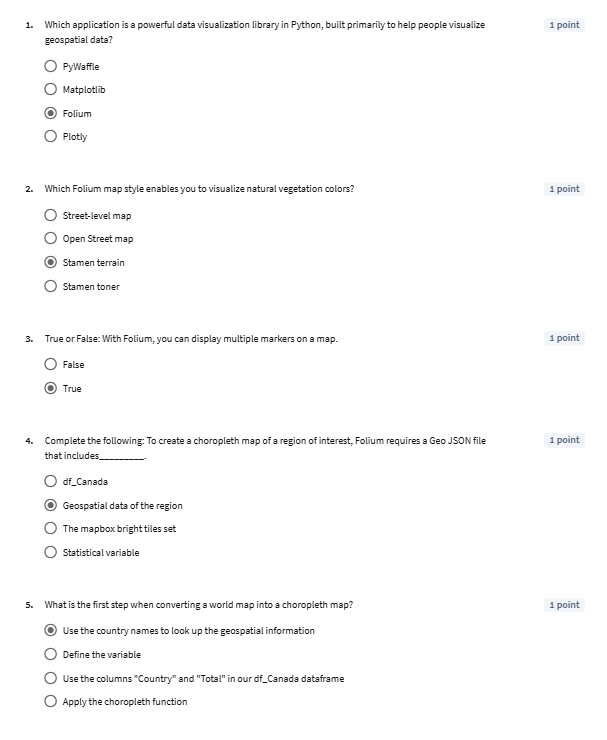 1. Which application is a powerful data visualization library in Python, built primarily to help people visualize 1 point
geospatial data?
PyWaffle
Matplotlib
Folium
Plotly
2. Which Folium map style enables you to visualize natural vegetation colors? 1 point
Street-level map
Open Street map
Stamen terrain
Stamen toner
3. True or False: With Folium, you can display multiple markers on a map. 1 point
False
True
4. Complete the following: To create a choropleth map of a region of interest, Folium requires a Geo JSON file 1 point
that includes_________.
df_Canada
Geospatial data of the region
The mapbox bright tiles set
Statistical variable
5. What is the first step when converting a world map into a choropleth map? 1 point
Use the country names to look up the geospatial information
Define the variable
Use the columns "Country" and "Total" in our df_Canada dataframe
Apply the choropleth function